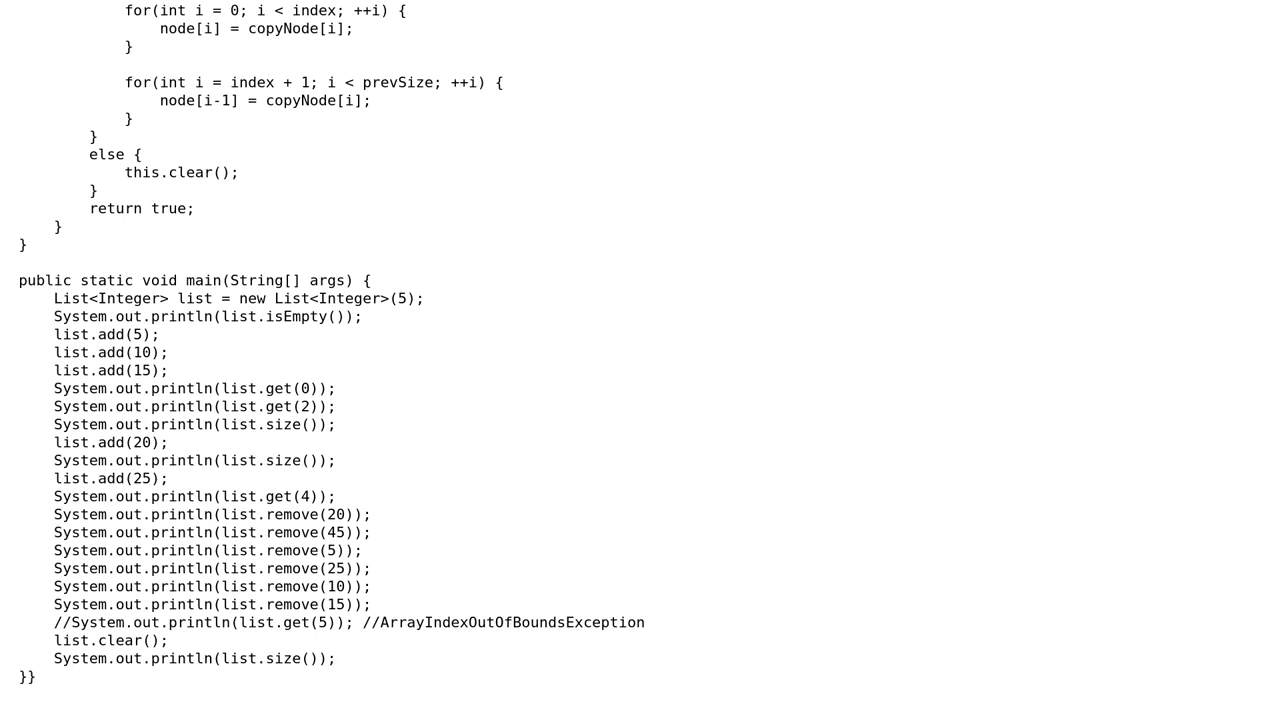 for(int i = 0; i < index; ++i) {
                node[i] = copyNode[i];
            }

            for(int i = index + 1; i < prevSize; ++i) {
                node[i-1] = copyNode[i];
            }
        }
        else {
            this.clear();
        }
        return true;
    }
}

public static void main(String[] args) {
    List<Integer> list = new List<Integer>(5);
    System.out.println(list.isEmpty());
    list.add(5);
    list.add(10);
    list.add(15);
    System.out.println(list.get(0));
    System.out.println(list.get(2));
    System.out.println(list.size());
    list.add(20);
    System.out.println(list.size());
    list.add(25);
    System.out.println(list.get(4));
    System.out.println(list.remove(20));
    System.out.println(list.remove(45));
    System.out.println(list.remove(5));
    System.out.println(list.remove(25));
    System.out.println(list.remove(10));
    System.out.println(list.remove(15));
    //System.out.println(list.get(5)); //ArrayIndexOutOfBoundsException
    list.clear();
    System.out.println(list.size());
}}